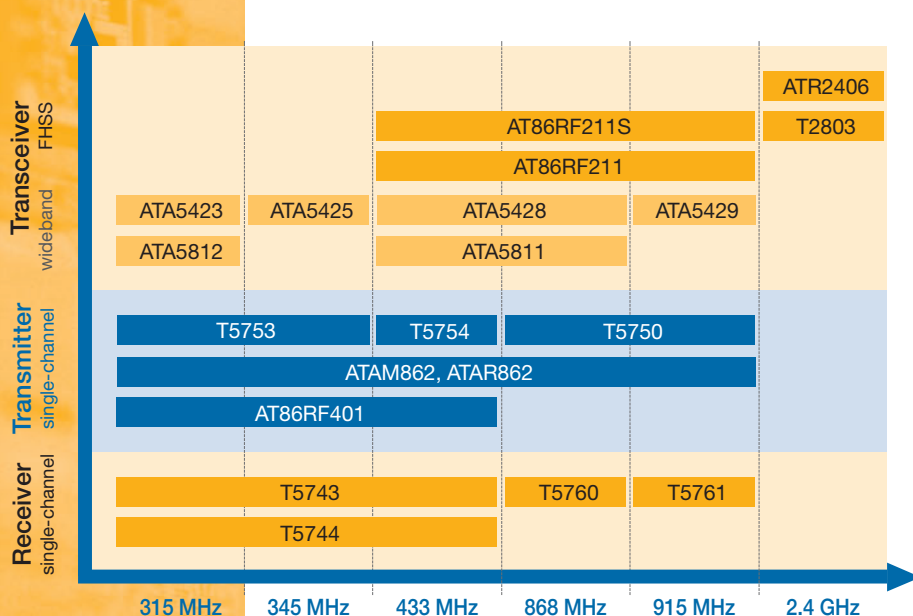 Transceiver
FHSS
wideband
ATR2406
AT86RF211S
T2803
AT86RF211
ATA5423
ATA5425
ATA5428
ATA5429
ATA5812
ATA5811
Transmitter
single-channel
T5753
T5754
T5750
ATAM862, ATAR862
AT86RF401
Receiver
single-channel
T5743
T5760
T5761
T5744
315 MHz
345 MHz
433 MHz
868 MHz
915 MHz
2.4 GHz